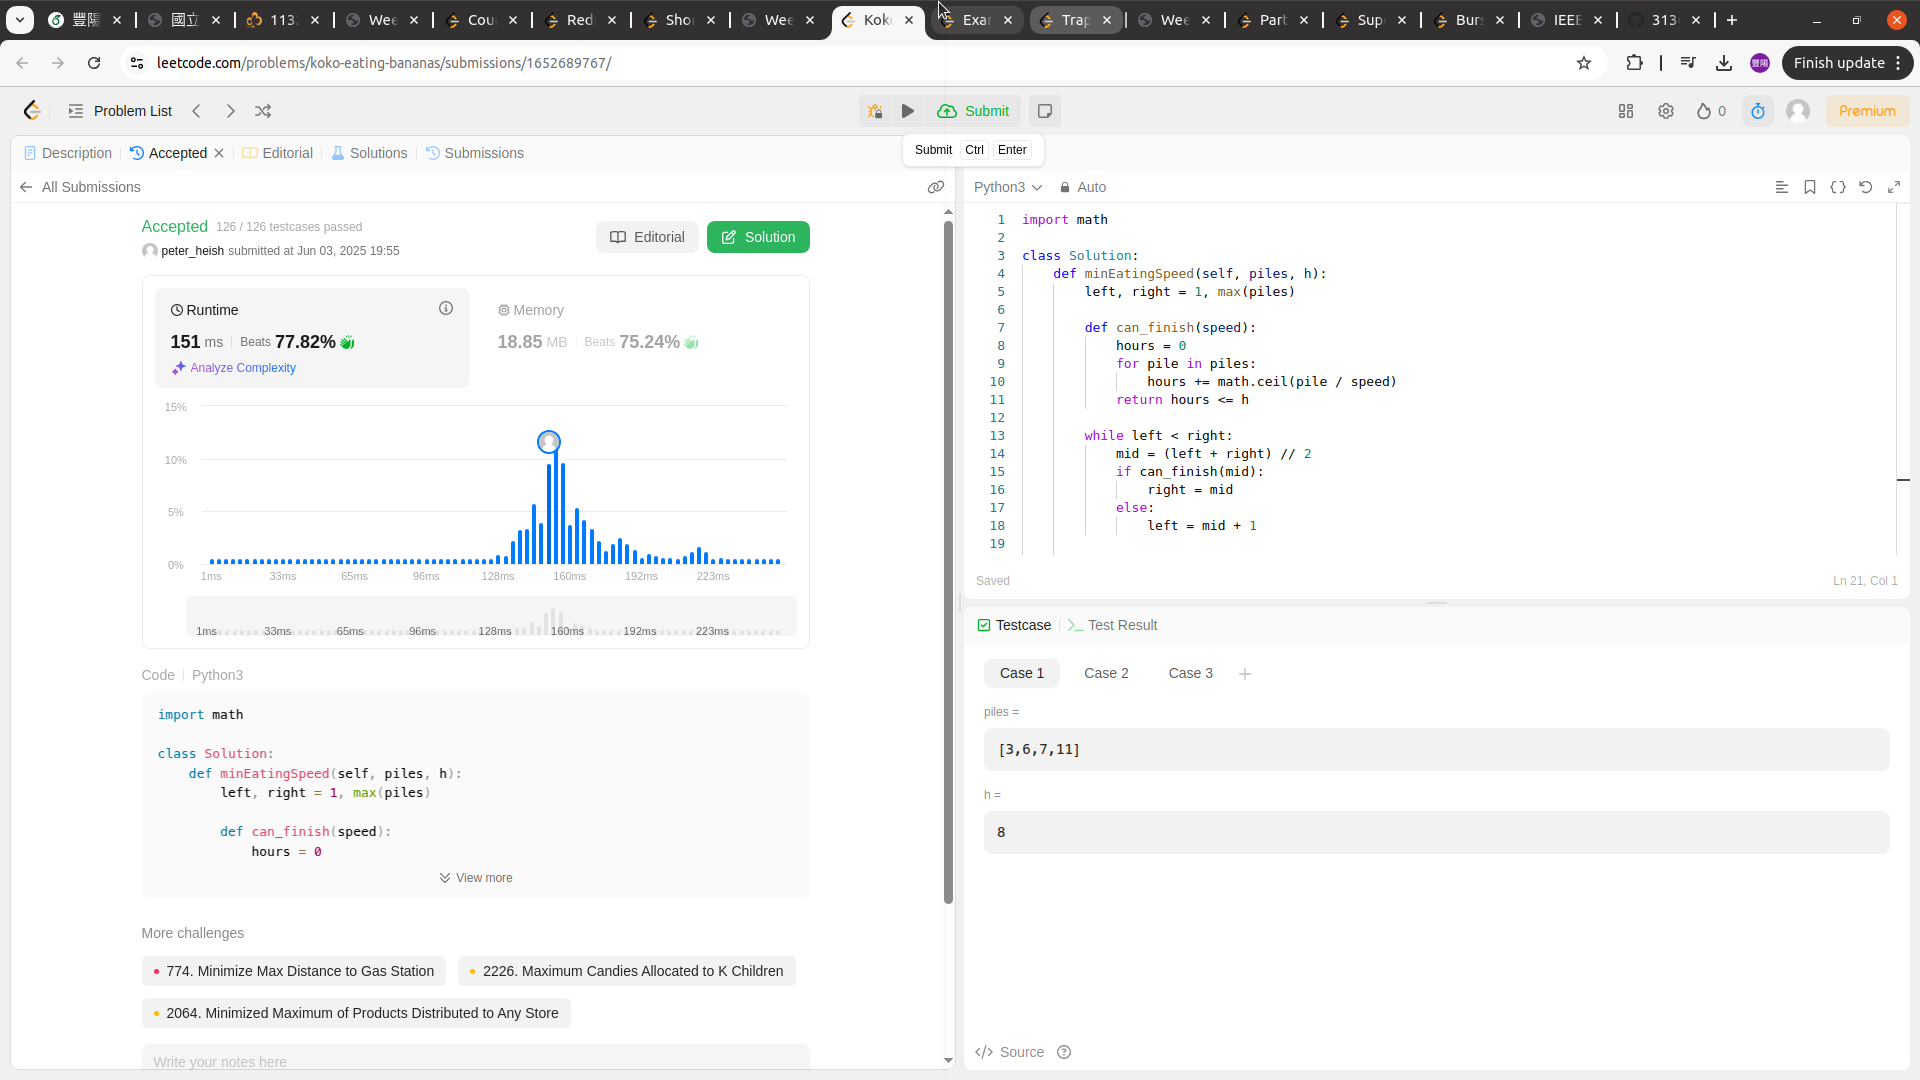 豐陽
國立
113
Wee
Cou
Red
Sho
Wee
Kok
Exar
Trap
Wee
Part
Sup
Burs
IEEE
313
leetcode.com/problems/koko-eating-bananas/submissions/1652689767/
豐陽
Finish update
Problem List
Submit
0
Premium
Submit Ctrl Enter
Description
Accepted
Editorial
Solutions
Submissions
All Submissions
Accepted 126 / 126 testcases passed
peter_heish submitted at Jun 03, 2025 19:55
Editorial
Solution
Runtime
151 ms Beats 77.82%
Analyze Complexity
Memory
18.85 MB Beats 75.24%
15%
10%
5%
0%
1ms 33ms 65ms 96ms 128ms 160ms 192ms 223ms
1ms 33ms 65ms 96ms 128ms 160ms 192ms 223ms
Code Python3
import math
class Solution:
def minEatingSpeed(self, piles, h):
left, right = 1, max(piles)
def can_finish(speed):
hours = 0
View more
More challenges
774. Minimize Max Distance to Gas Station
2226. Maximum Candies Allocated to K Children
2064. Minimized Maximum of Products Distributed to Any Store
Write your notes here
Python3 Auto
1 import math
2
3 class Solution:
4 def minEatingSpeed(self, piles, h):
5 left, right = 1, max(piles)
6
7 def can_finish(speed):
8 hours = 0
9 for pile in piles:
10 hours += math.ceil(pile / speed)
11 return hours <= h
12
13 while left < right:
14 mid = (left + right) // 2
15 if can_finish(mid):
16 right = mid
17 else:
18 left = mid + 1
19
Saved
Ln 21, Col 1
Testcase
Test Result
Case 1 Case 2 Case 3
piles =
[3,6,7,11]
h =
8
Source